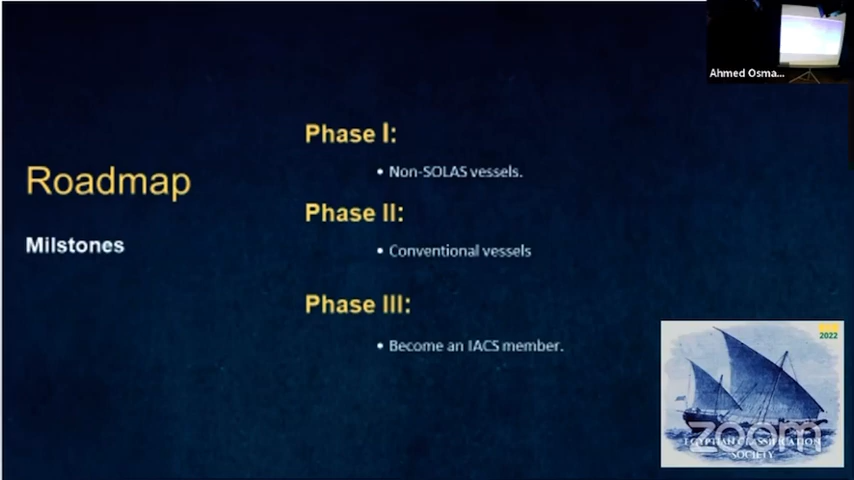 Ahmed Osma...
Phase I:
• Non-SOLAS vessels.
Roadmap
Phase II:
Milstones
• Conventional vessels
Phase III:
• Become an IACS member.
2022
zoom
EGYPTIAN CLASSIFICATION
SOCIETY